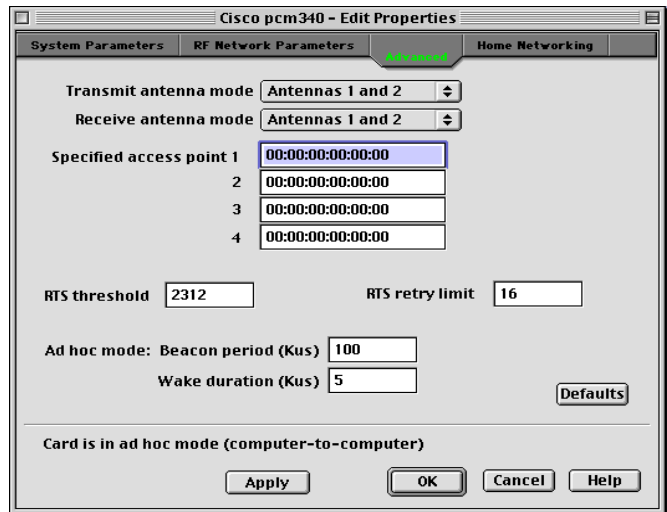 Cisco pcm340 - Edit Properties
System Parameters RF Network Parameters Advanced Home Networking
Transmit antenna mode Antennas 1 and 2
Receive antenna mode Antennas 1 and 2
Specified access point 1 00:00:00:00:00:00
2 00:00:00:00:00:00
3 00:00:00:00:00:00
4 00:00:00:00:00:00
RTS threshold 2312 RTS retry limit 16
Ad hoc mode: Beacon period (Kus) 100
Wake duration (Kus) 5
Defaults
Card is in ad hoc mode (computer-to-computer)
Apply OK Cancel Help